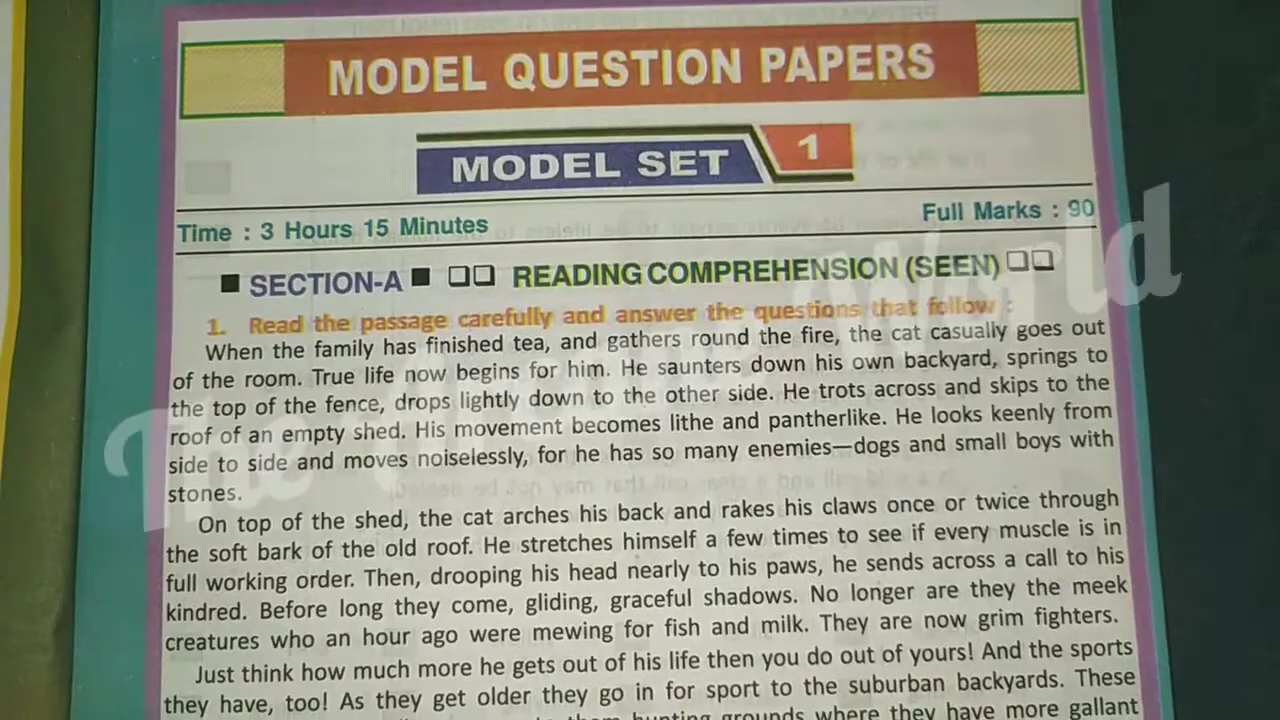 MODEL QUESTION PAPERS
MODEL SET 1
Time : 3 Hours 15 Minutes Full Marks : 90
SECTION-A READING COMPREHENSION (SEEN)
1. Read the passage carefully and answer the questions that follow :
When the family has finished tea, and gathers round the fire, the cat casually goes out
of the room. True life now begins for him. He saunters down his own backyard, springs to
the top of the fence, drops lightly down to the other side. He trots across and skips to the
roof of an empty shed. His movement becomes lithe and pantherlike. He looks keenly from
side to side and moves noiselessly, for he has so many enemies—dogs and small boys with
stones.
On top of the shed, the cat arches his back and rakes his claws once or twice through
the soft bark of the old roof. He stretches himself a few times to see if every muscle is in
full working order. Then, drooping his head nearly to his paws, he sends across a call to his
kindred. Before long they come, gliding, graceful shadows. No longer are they the meek
creatures who an hour ago were mewing for fish and milk. They are now grim fighters.
Just think how much more he gets out of his life then you do out of yours! And the sports
they have, too! As they get older they go in for sport to the suburban backyards. These
hunting grounds where they have more gallant
The World